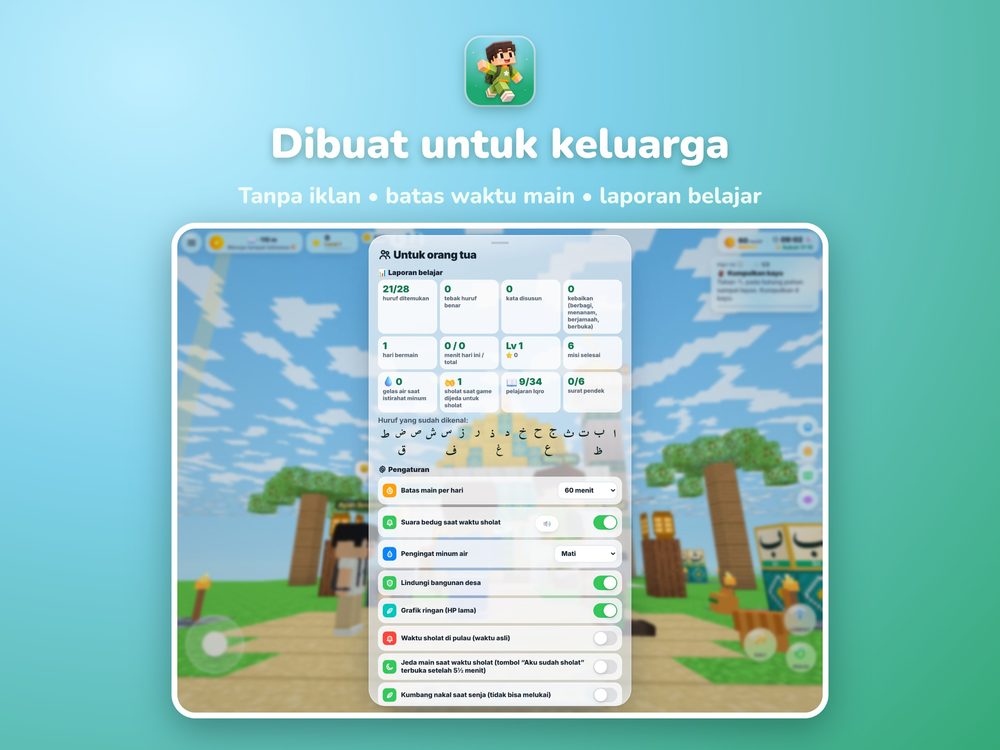 Dibuat untuk keluarga
Tanpa iklan • batas waktu main • laporan belajar
Untuk orang tua
Laporan belajar
21/28
huruf ditemukan
0
tebak huruf
benar
0
kata disusun
0
kebaikan
(berbagi,
menanam,
berjamaah,
berbuka)
1
hari bermain
0 / 0
menit hari ini /
total
Lv 1
⭐ 0
6
misi selesai
0
gelas air saat
istirahat minum
1
sholat saat game
dijeda untuk
sholat
9/34
pelajaran Iqro
0/6
surat pendek
Huruf yang sudah dikenal:
ا ب ت ث ج ح خ د ذ ر ز س ش ص ض ط
ظ ع غ ف ق
Pengaturan
Batas main per hari
60 menit
Suara bedug saat waktu sholat
Pengingat minum air
Mati
Lindungi bangunan desa
Grafik ringan (HP lama)
Waktu sholat di pulau (waktu asli)
Jeda main saat waktu sholat (tombol “Aku sudah sholat”
terbuka setelah 5½ menit)
Kumbang nakal saat senja (tidak bisa melukai)
Kumpulkan kayu
ب
ب